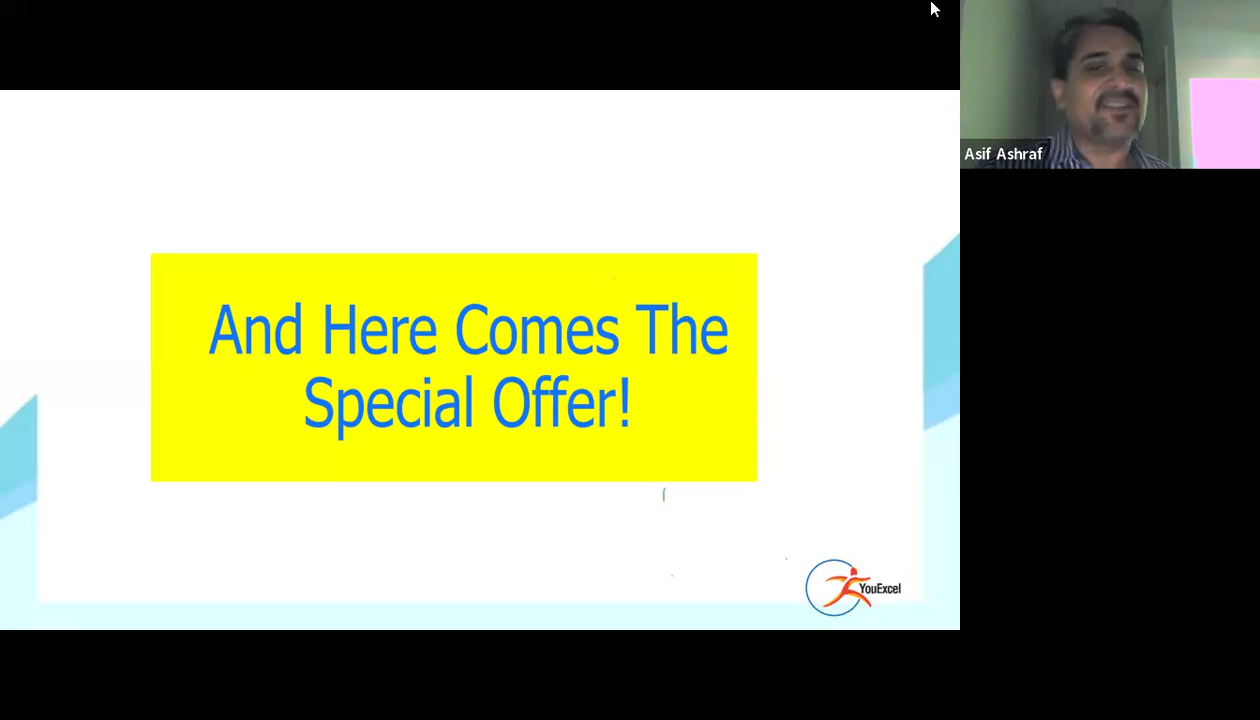 Asif Ashraf
And Here Comes The
Special Offer!
YouExcel